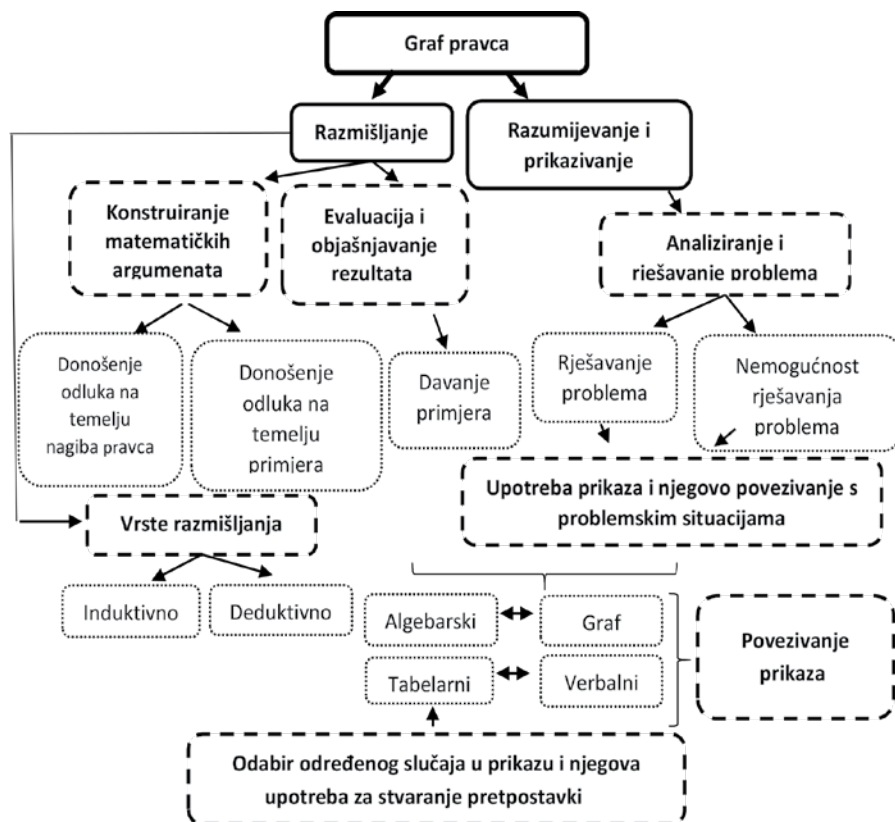 Graf pravca
Razmišljanje
Razumijevanje i
prikazivanje
Konstruiranje
matematičkih
argumenata
Evaluacija i
objašnjavanje
rezultata
Analiziranje i
rješavanje problema
Donošenje
odluka na
temelju
nagiba pravca
Donošenje
odluka na
temelju
primjera
Davanje
primjera
Rješavanje
problema
Nemogućnost
rješavanja
problema
Upotreba prikaza i njegovo povezivanje s
problemskim situacijama
Vrste razmišljanja
Induktivno
Deduktivno
Algebarski
Graf
Tabelarni
Verbalni
Povezivanje
prikaza
Odabir određenog slučaja u prikazu i njegova
upotreba za stvaranje pretpostavki